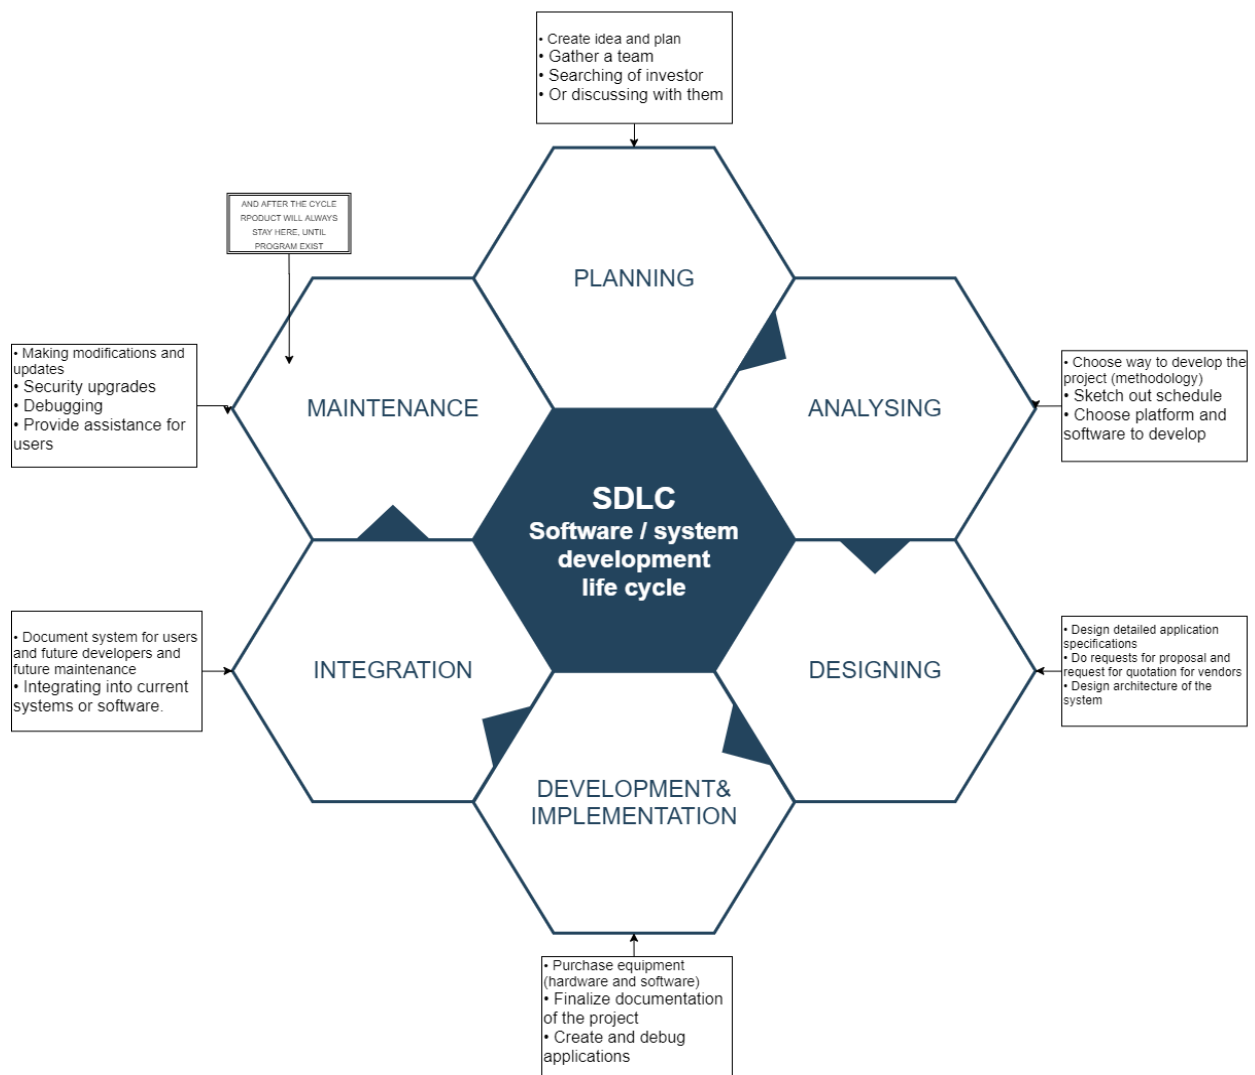 • Create idea and plan
• Gather a team
• Searching of investor
• Or discussing with them
PLANNING
AND AFTER THE CYCLE
RPODUCT WILL ALWAYS
STAY HERE, UNTIL
PROGRAM EXIST
• Making modifications and
updates
• Security upgrades
• Debugging
• Provide assistance for
users
MAINTENANCE
ANALYSING
• Choose way to develop the
project (methodology)
• Sketch out schedule
• Choose platform and
software to develop
SDLC
Software / system
development
life cycle
• Document system for users
and future developers and
future maintenance
• Integrating into current
systems or software.
INTEGRATION
DESIGNING
• Design detailed application
specifications
• Do requests for proposal and
request for quotation for vendors
• Design architecture of the
system
DEVELOPMENT&
IMPLEMENTATION
• Purchase equipment
(hardware and software)
• Finalize documentation
of the project
• Create and debug
applications